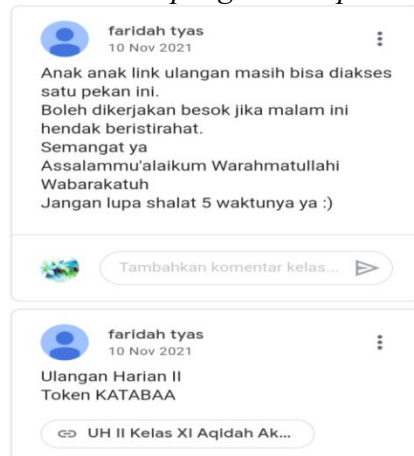 faridah tyas
10 Nov 2021
Anak anak link ulangan masih bisa diakses
satu pekan ini.
Boleh dikerjakan besok jika malam ini
hendak beristirahat.
Semangat ya
Assalammu'alaikum Warahmatullahi
Wabarakatuh
Jangan lupa shalat 5 waktunya ya :)
Tambahkan komentar kelas...
faridah tyas
10 Nov 2021
Ulangan Harian II
Token KATABAA
UH II Kelas XI Aqidah Ak...